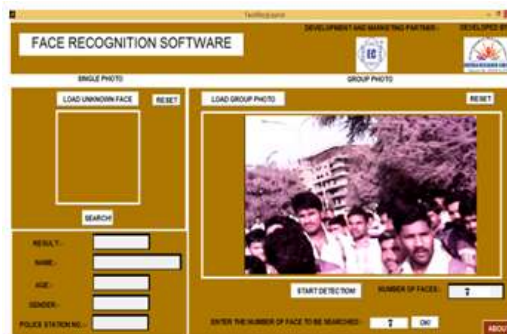 FACE RECOGNITION SOFTWARE
DEVELOPMENT AND MARKETING PARTNER:-
DEVELOPED BY
EC
SINGLE PHOTO
GROUP PHOTO
LOAD UNKNOWN FACE
RESET
LOAD GROUP PHOTO
RESET
SEARCH!
RESULT:-
NAME:-
AGE:-
GENDER:-
POLICE STATION NO.:-
START DETECTION!
NUMBER OF FACES:-
7
ENTER THE NUMBER OF FACE TO BE SEARCHED:-
7
OK!
ABOUT